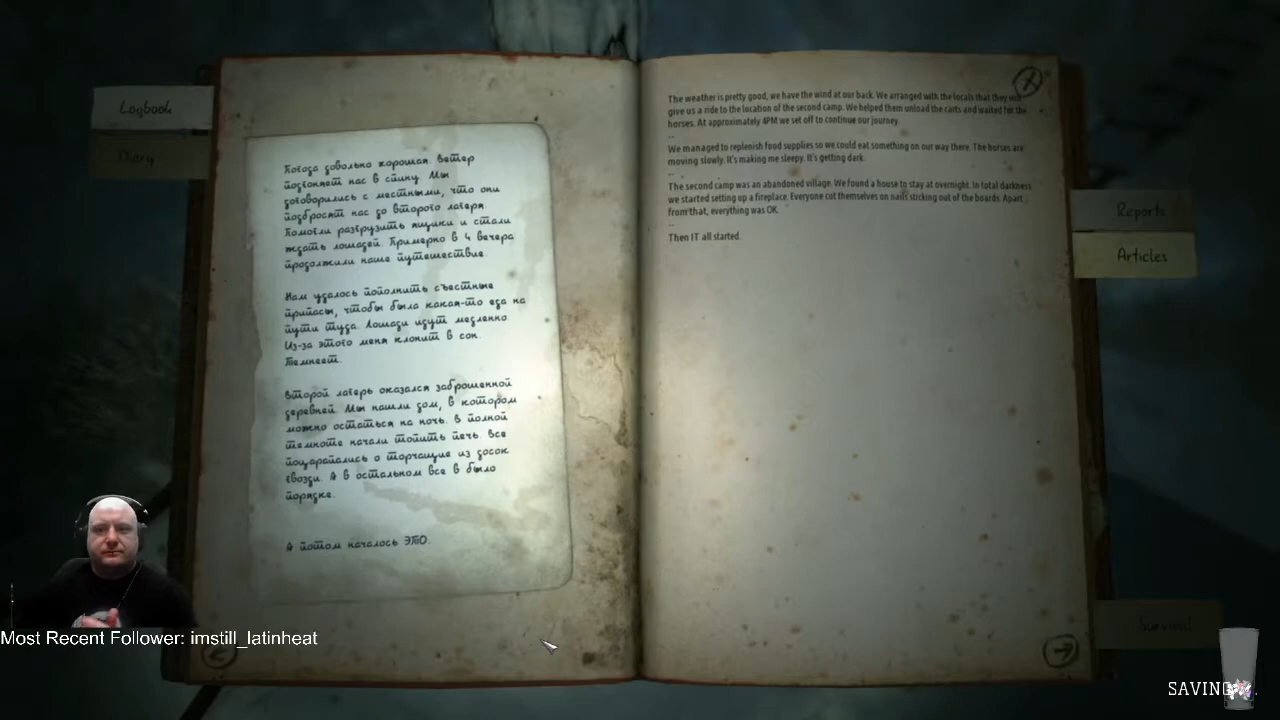 Logbook
Diary
Погода довольно хорошая. Ветер
подгоняет нас в спину. Мы
договорились с местными, что они
подбросят нас до второго лагеря.
Помогли разгрузить ящики и стали
ждать лошадей. Примерно в 4 вечера
продолжили наше путешествие.
Нам удалось пополнить съестные
припасы, чтобы была какая-то еда на
пути туда. Лошади идут медленно.
Из-за этого меня клонит в сон.
Темнеет.
Второй лагерь оказался заброшенной
деревней. Мы нашли дом, в котором
можно остаться на ночь. В полной
темноте начали топить печь. Все
поцарапались о торчащие из досок
гвозди. А в остальном все в было
порядке.
А потом началось ЭТО.
The weather is pretty good, we have the wind at our back. We arranged with the locals that they will
give us a ride to the location of the second camp. We helped them unload the carts and waited for the
horses. At approximately 4PM we set off to continue our journey.
...
We managed to replenish food supplies so we could eat something on our way there. The horses are
moving slowly. It's making me sleepy. It's getting dark.
...
The second camp was an abandoned village. We found a house to stay at overnight. In total darkness
we started setting up a fireplace. Everyone cut themselves on nails sticking out of the boards. Apart
from that, everything was OK.
...
Then IT all started.
Reports
Articles
Survival
Most Recent Follower: imstill_latinheat
SAVING